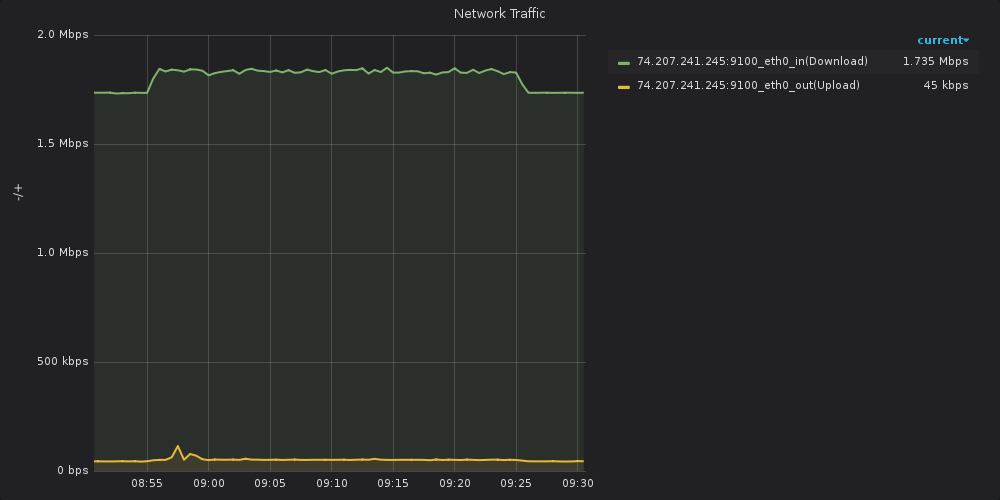 Network Traffic
current
2.0 Mbps
1.5 Mbps
1.0 Mbps
500 kbps
0 bps
-/+
08:55 09:00 09:05 09:10 09:15 09:20 09:25 09:30
74.207.241.245:9100_eth0_in(Download) 1.735 Mbps
74.207.241.245:9100_eth0_out(Upload) 45 kbps